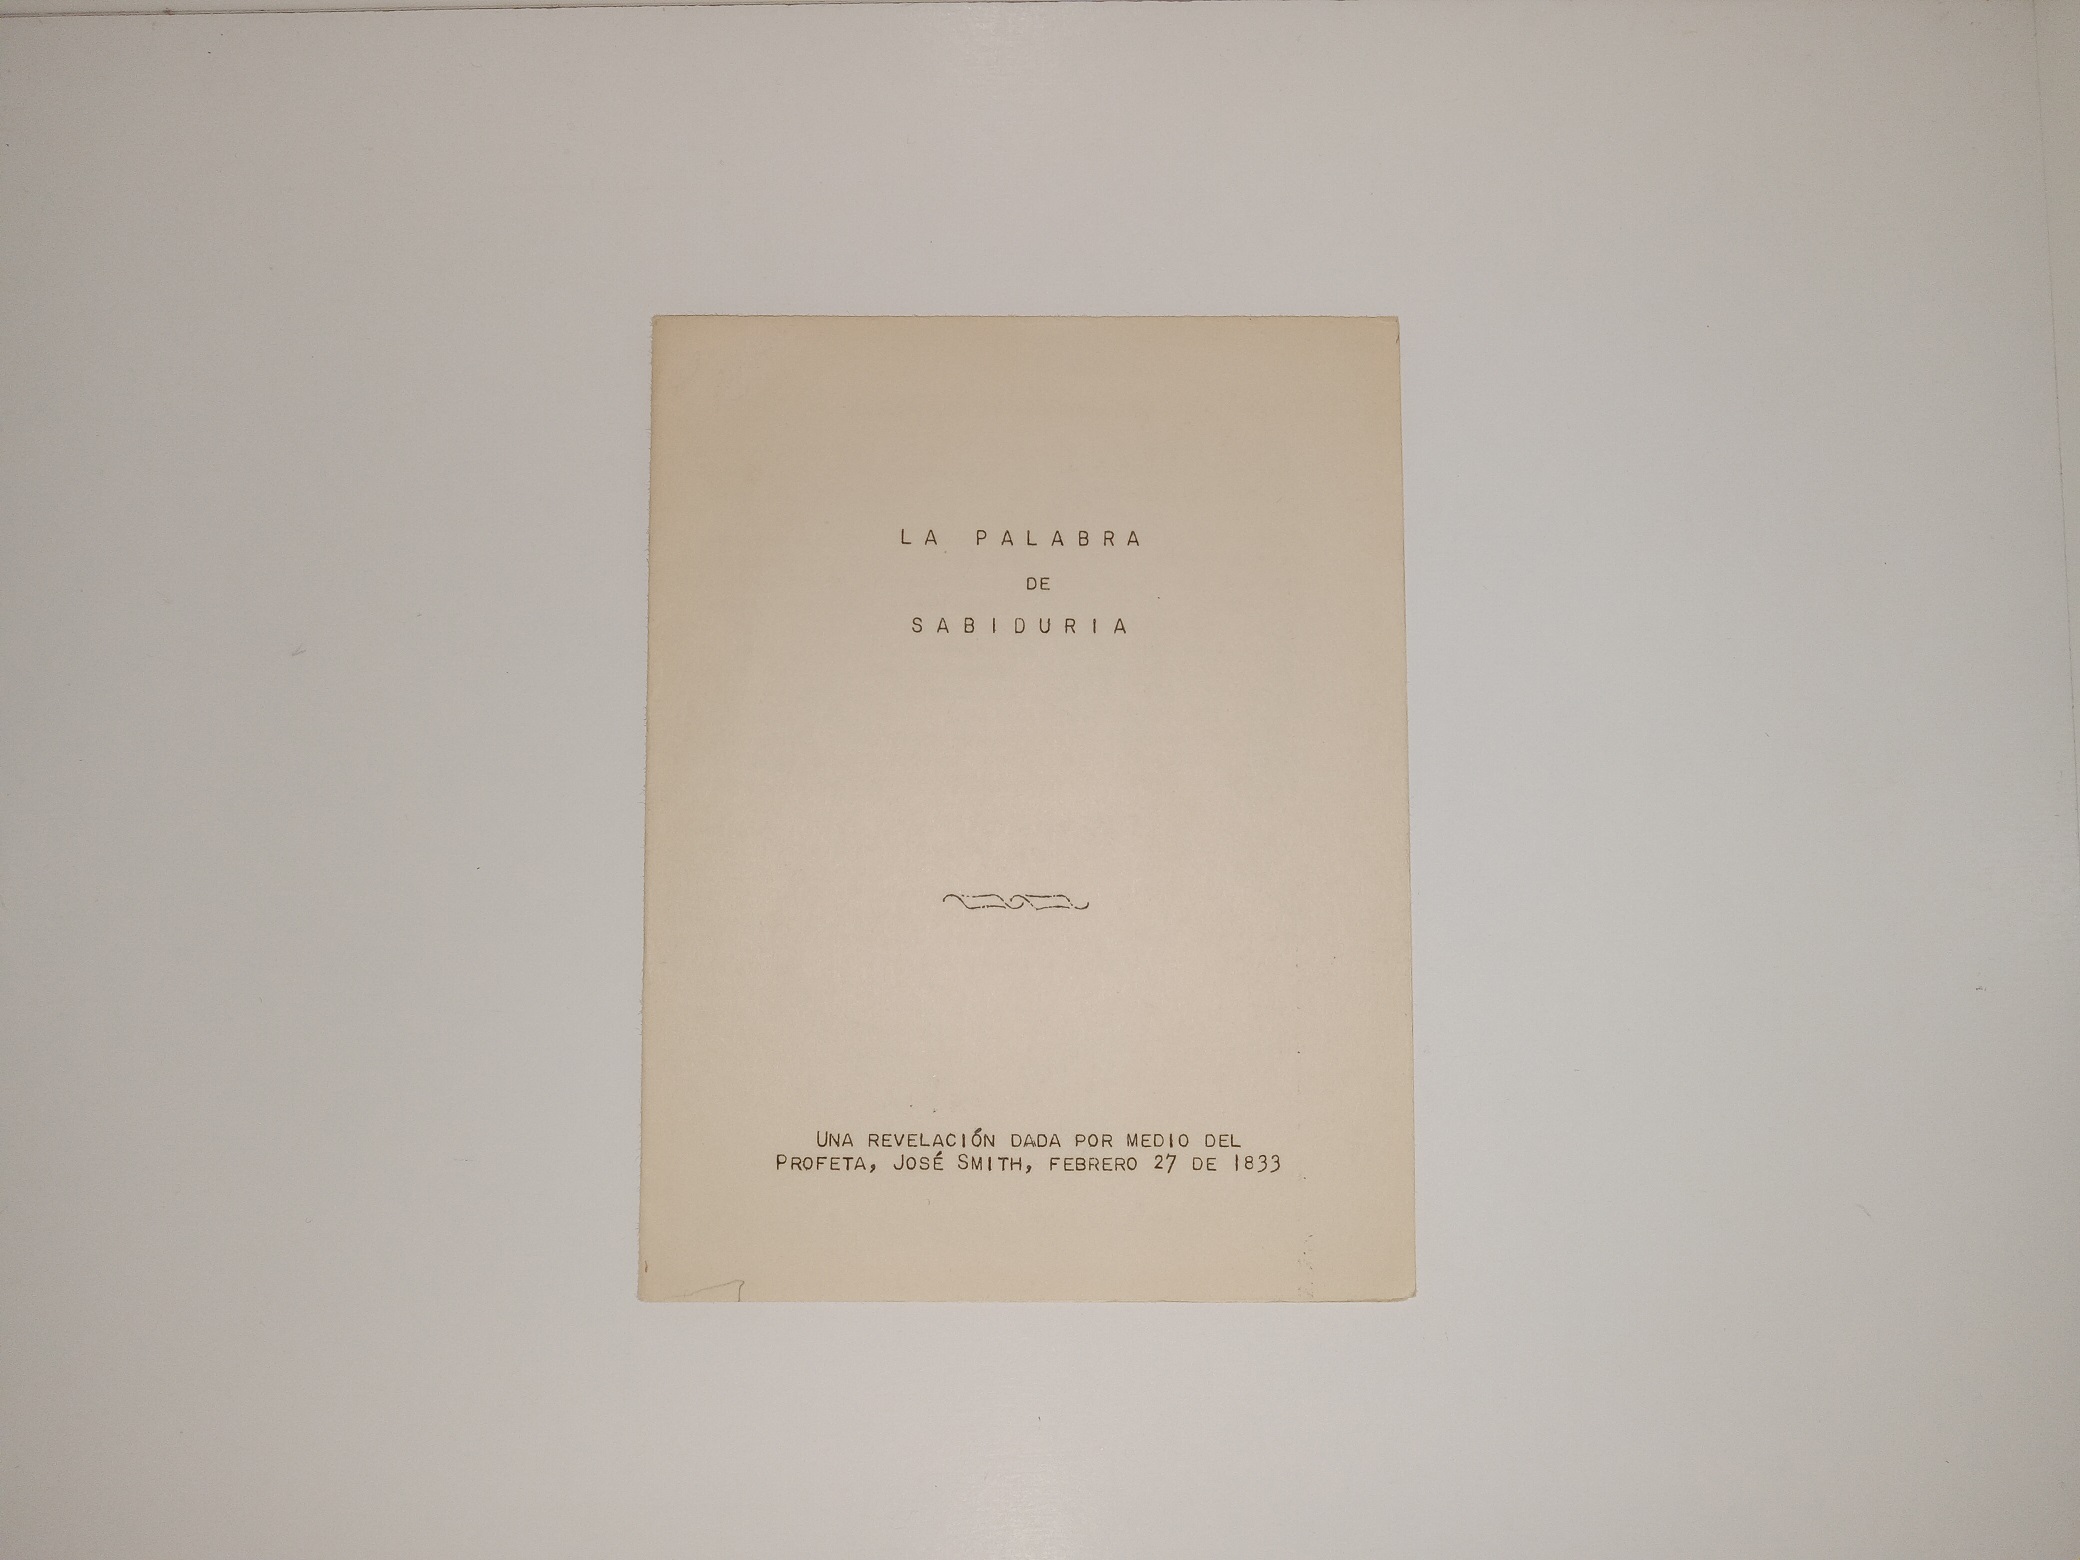 LA PALABRA
DE
SABIDURIA
UNA REVELACIÓN DADA POR MEDIO DEL
PROFETA, JOSÉ SMITH, FEBRERO 27 DE 1833